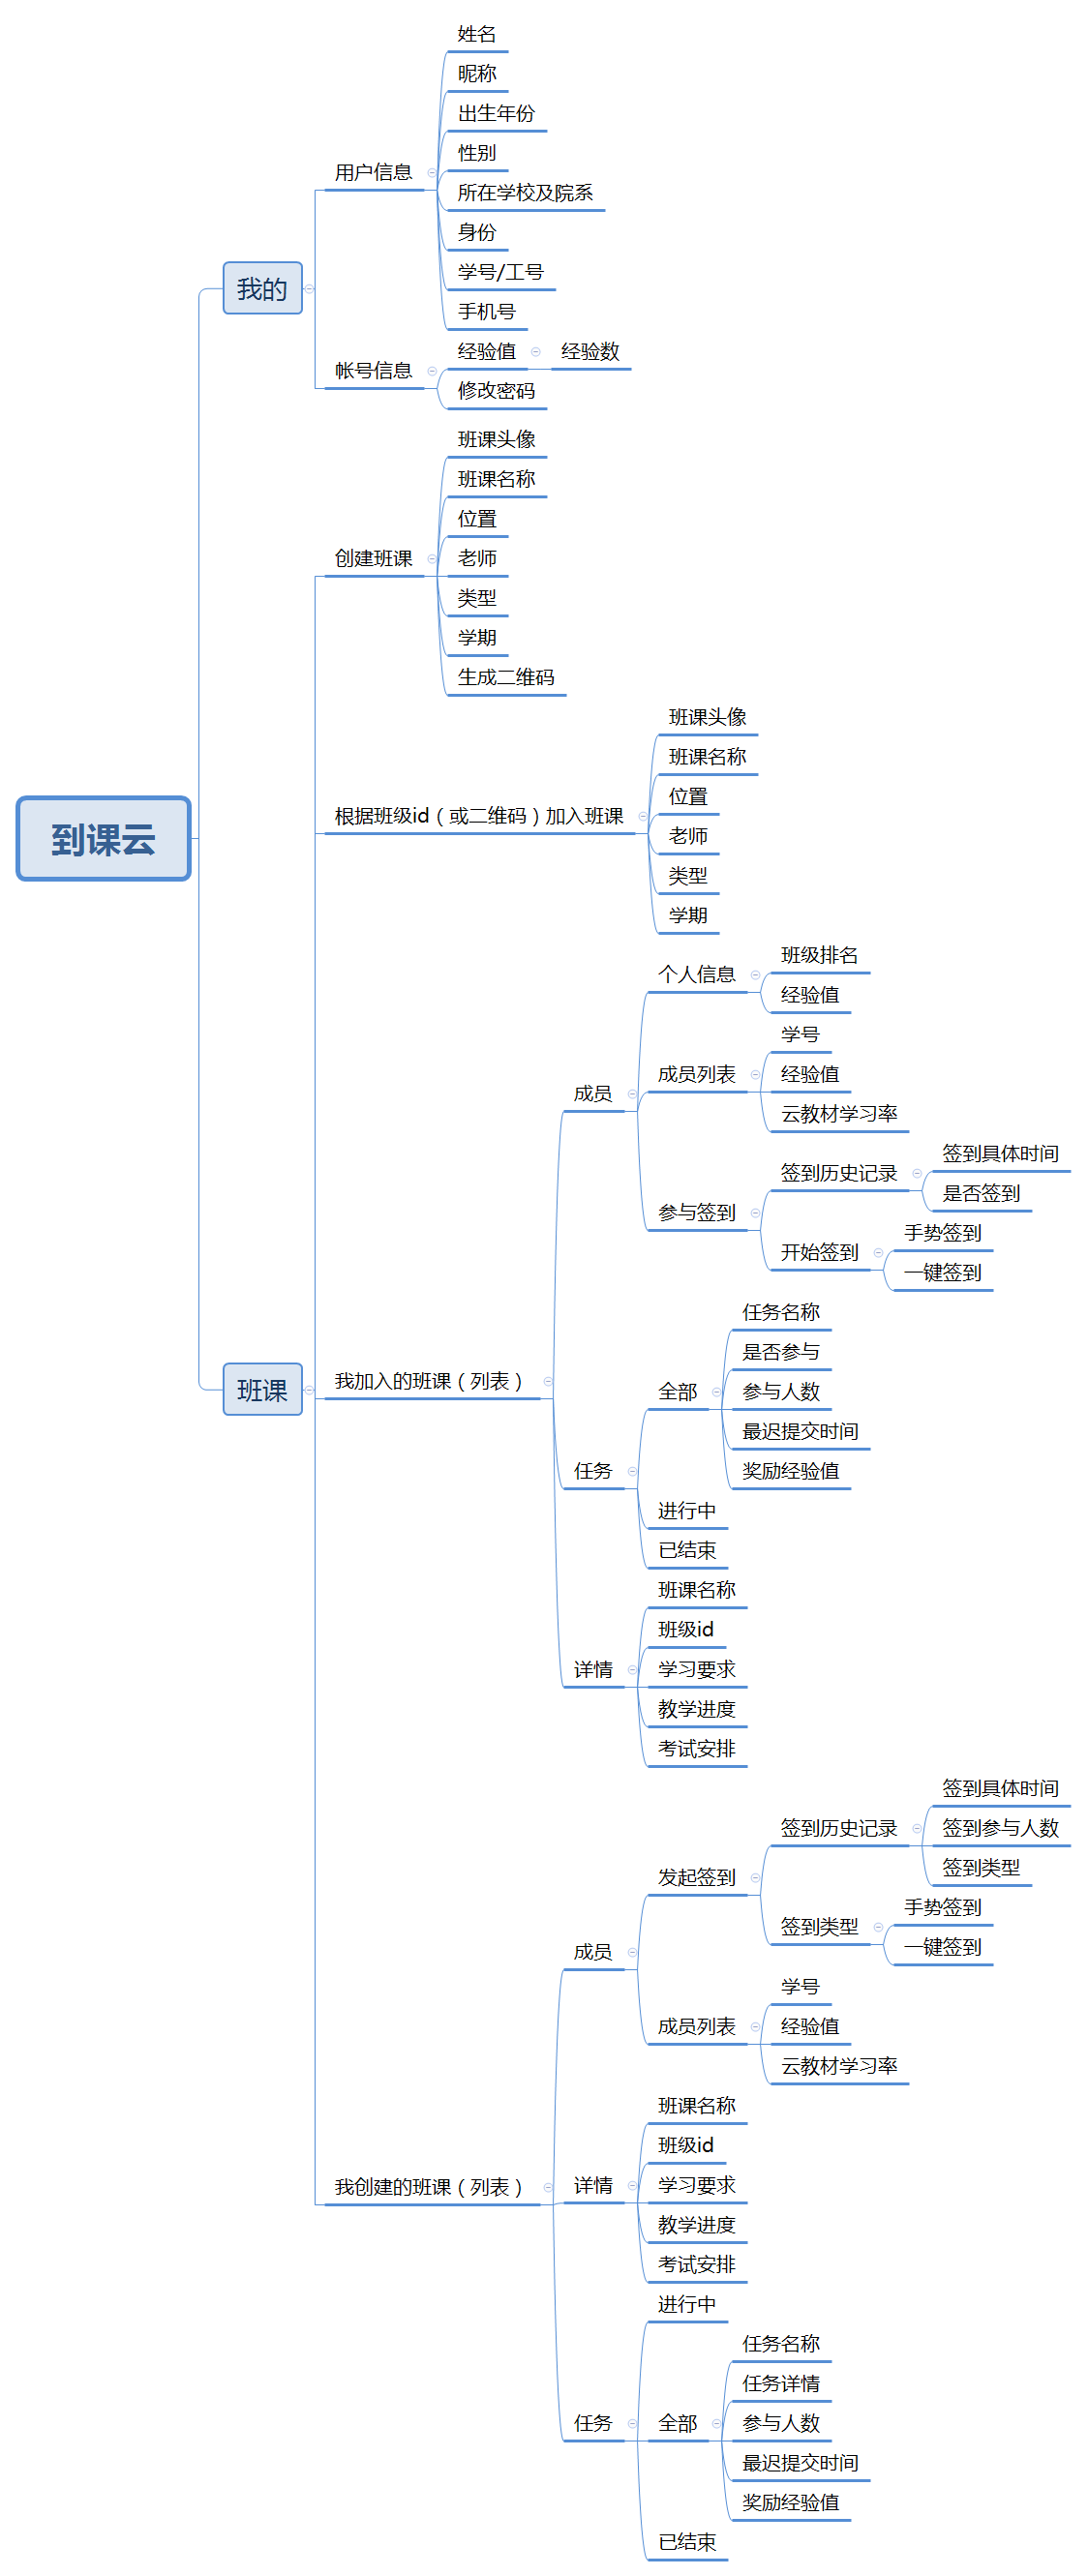 姓名
昵称
出生年份
性别
用户信息
所在学校及院系
身份
我的
学号/工号
手机号
经验值
经验数
帐号信息
修改密码
班课头像
班课名称
位置
创建班课
老师
类型
学期
生成二维码
班课头像
班课名称
位置
根据班级id（或二维码）加入班课
到课云
老师
类型
学期
班级排名
个人信息
经验值
学号
成员列表
经验值
成员
云教材学习率
签到具体时间
签到历史记录
是否签到
参与签到
手势签到
开始签到
一键签到
任务名称
是否参与
我加入的班课（列表）
班课
全部
参与人数
最迟提交时间
任务
奖励经验值
进行中
已结束
班课名称
班级id
详情
学习要求
教学进度
考试安排
签到具体时间
签到历史记录
签到参与人数
签到类型
发起签到
手势签到
签到类型
一键签到
成员
学号
成员列表
经验值
云教材学习率
班课名称
班级id
我创建的班课（列表）
详情
学习要求
教学进度
考试安排
进行中
任务名称
任务详情
任务
全部
参与人数
最迟提交时间
奖励经验值
已结束